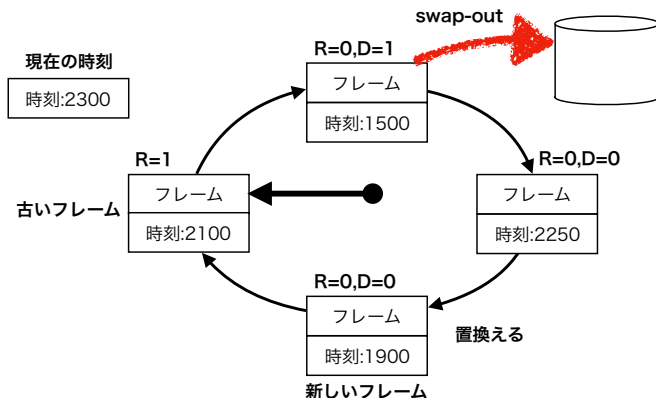 swap-out
R=0,D=1
現在の時刻
時刻:2300
フレーム
時刻:1500
R=1
フレーム
時刻:2100
古いフレーム
R=0,D=0
フレーム
時刻:2250
R=0,D=0
フレーム
時刻:1900
置換える
新しいフレーム